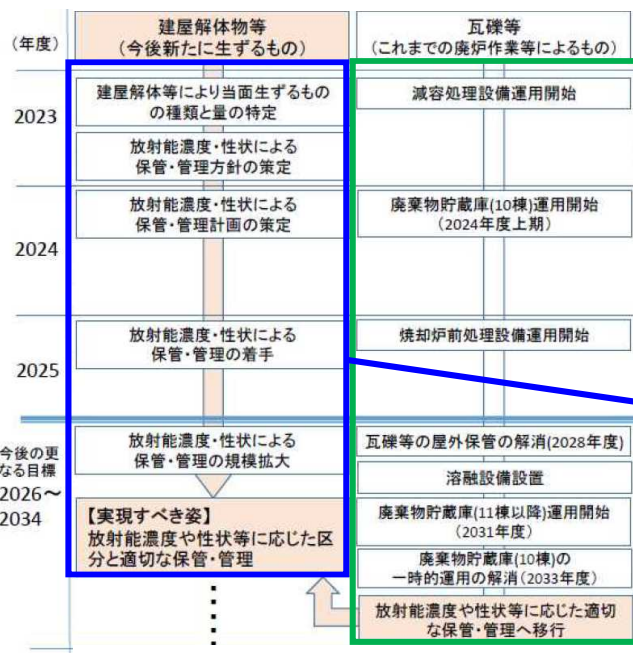 (年度)
建屋解体物等
(今後新たに生ずるもの)
瓦礫等
(これまでの廃炉作業等によるもの)
2023
建屋解体等により当面生ずるもの
の種類と量の特定
放射能濃度・性状による
保管・管理方針の策定
減容処理設備運用開始
2024
放射能濃度・性状による
保管・管理計画の策定
廃棄物貯蔵庫(10棟)運用開始
(2024年度上期)
2025
放射能濃度・性状による
保管・管理の着手
焼却炉前処理設備運用開始
今後の更
なる目標
2026～
2034
放射能濃度・性状による
保管・管理の規模拡大
【実現すべき姿】
放射能濃度や性状等に応じた区
分と適切な保管・管理
瓦礫等の屋外保管の解消(2028年度)
溶融設備設置
廃棄物貯蔵庫(11棟以降)運用開始
(2031年度)
廃棄物貯蔵庫(10棟)の
一時的運用の解消(2033年度)
放射能濃度や性状等に応じた適切
な保管・管理へ移行